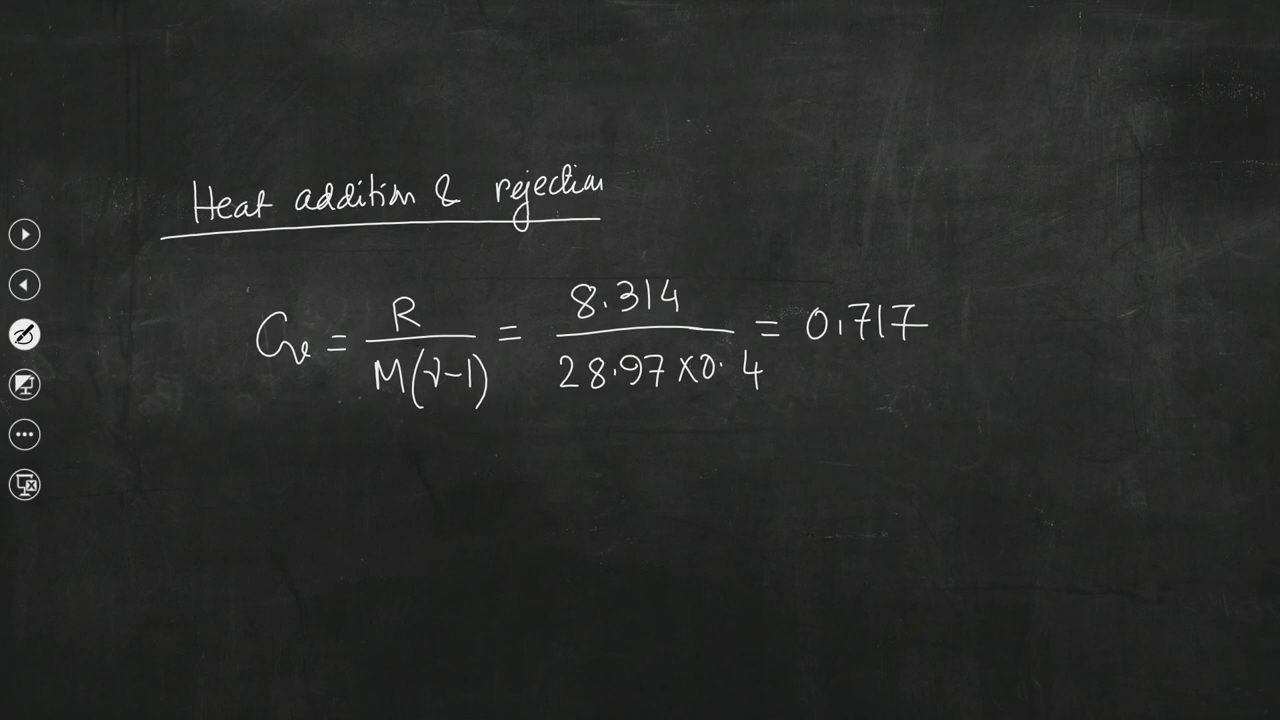 Heat addition & rejection
Cv = R / M(γ-1) = 8.314 / 28.97 × 0.4 = 0.717